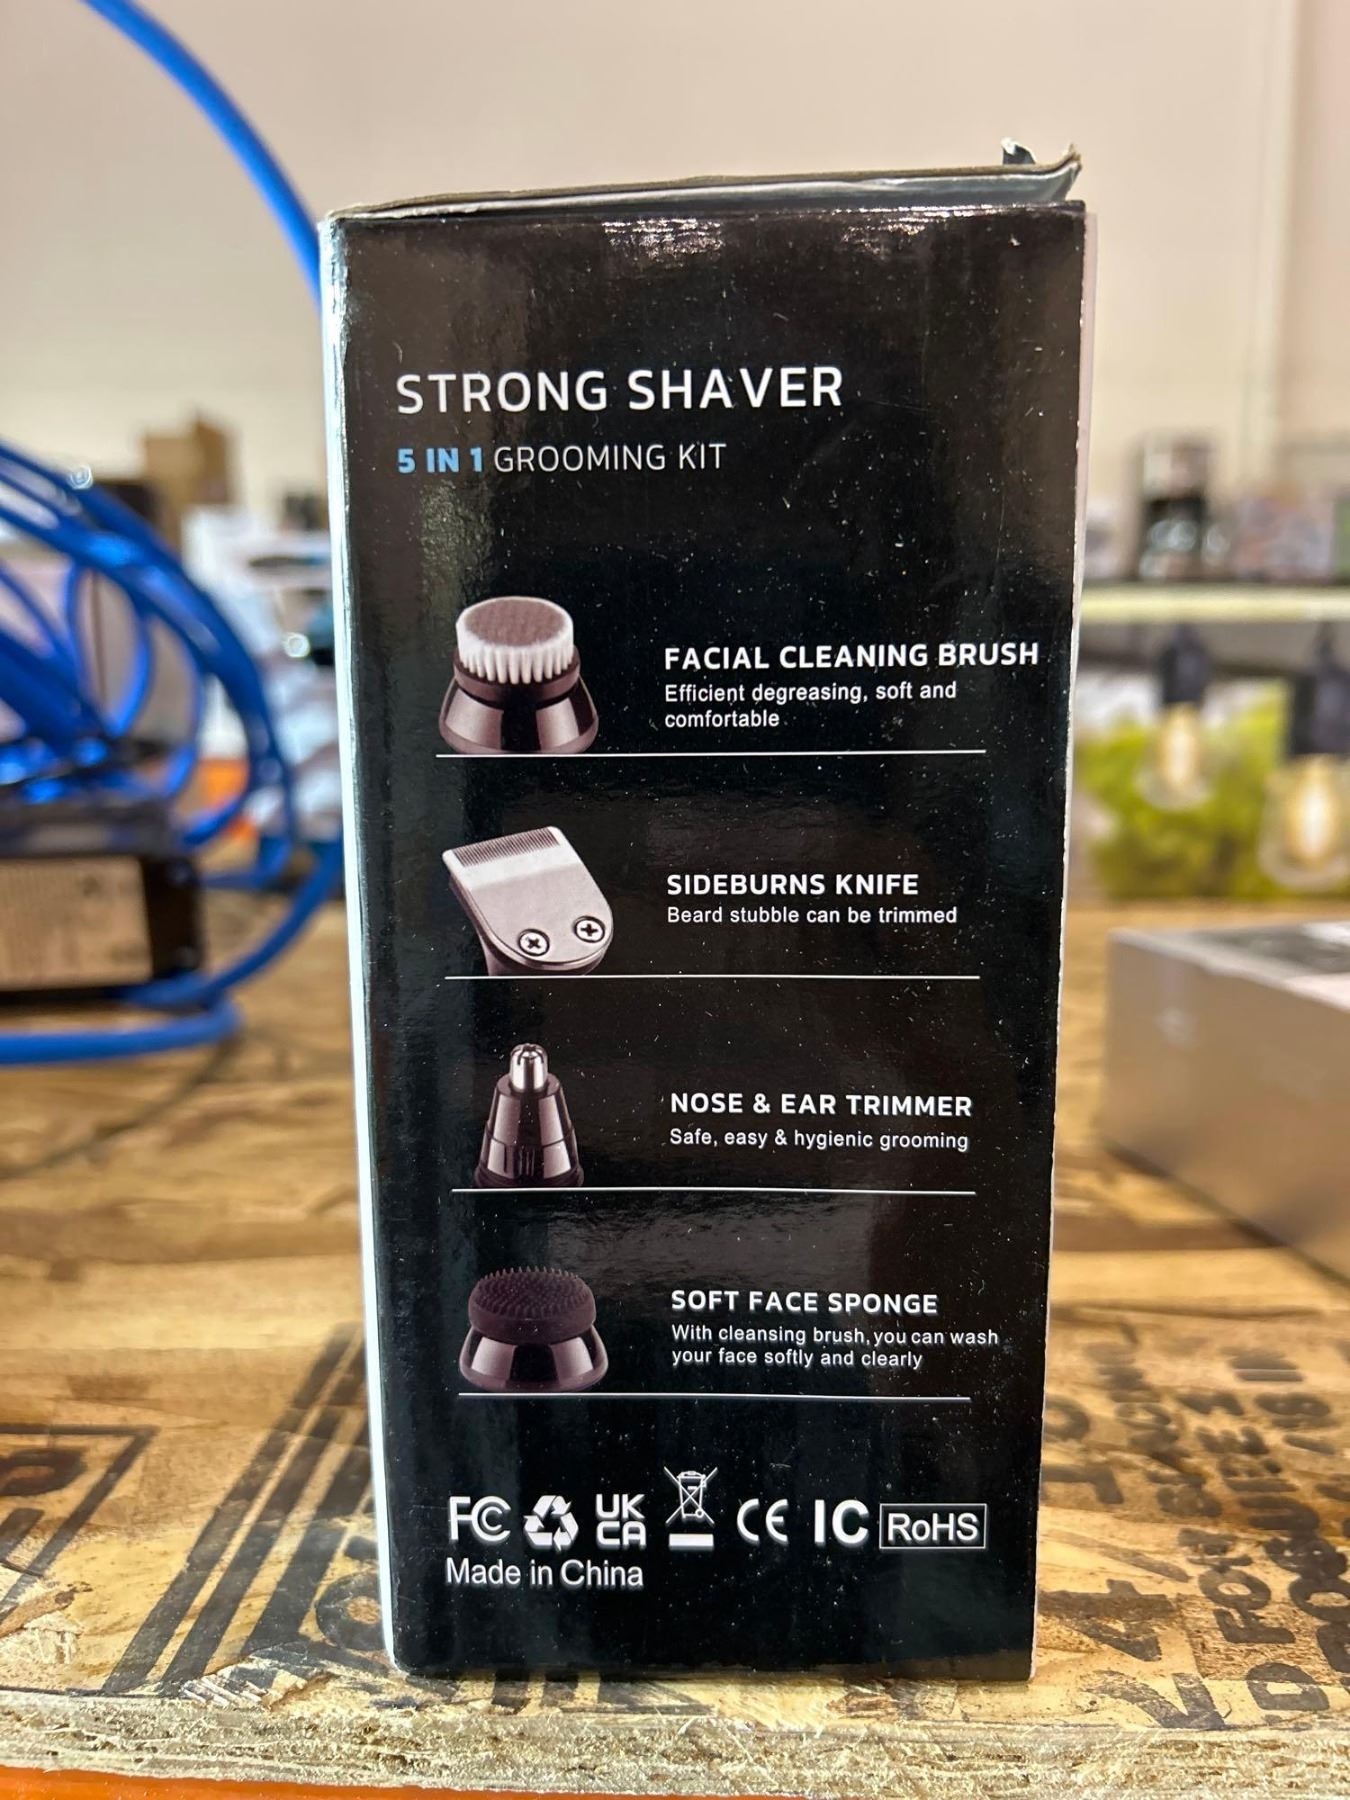 STRONG SHAVER
5 IN 1 GROOMING KIT
FACIAL CLEANING BRUSH
Efficient degreasing, soft and
comfortable
SIDEBURNS KNIFE
Beard stubble can be trimmed
NOSE & EAR TRIMMER
Safe, easy & hygienic grooming
SOFT FACE SPONGE
With cleansing brush, you can wash
your face softly and clearly
FC UK CA CE IC RoHS
Made in China